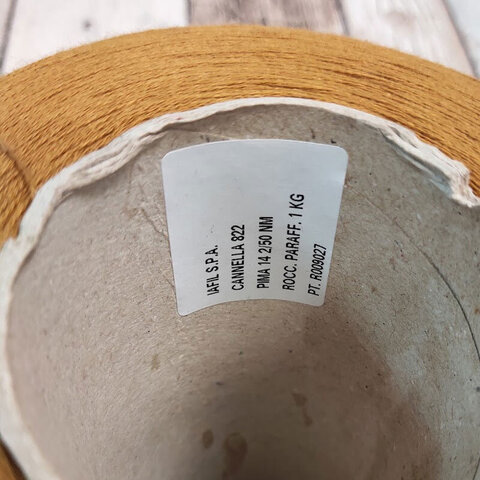 IAFIL S.P.A.
CANNELLA 822
PIMA 14 2/50 NM
ROCC. PARAFF. 1 KG
PT. R009027